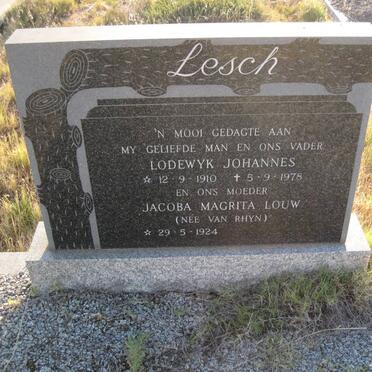 Lesch
'N MOOI GEDAGTE AAN
MY GELIEFDE MAN EN ONS VADER
LODEWYK JOHANNES
☆ 12-9-1910 ✝ 5-9-1978
EN ONS MOEDER
JACOBA MAGRITA LOUW
(NÉE VAN RHYN)
☆ 29-5-1924